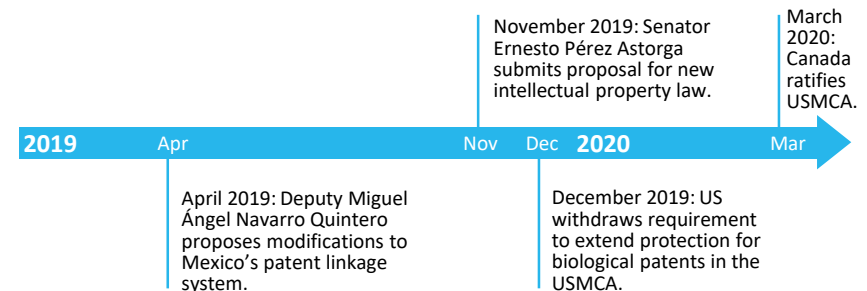 November 2019: Senator
Ernesto Pérez Astorga
submits proposal for new
intellectual property law.
March
2020:
Canada
ratifies
USMCA.
2019 Apr Nov Dec 2020 Mar
April 2019: Deputy Miguel
Ángel Navarro Quintero
proposes modifications to
Mexico's patent linkage
system.
December 2019: US
withdraws requirement
to extend protection for
biological patents in the
USMCA.